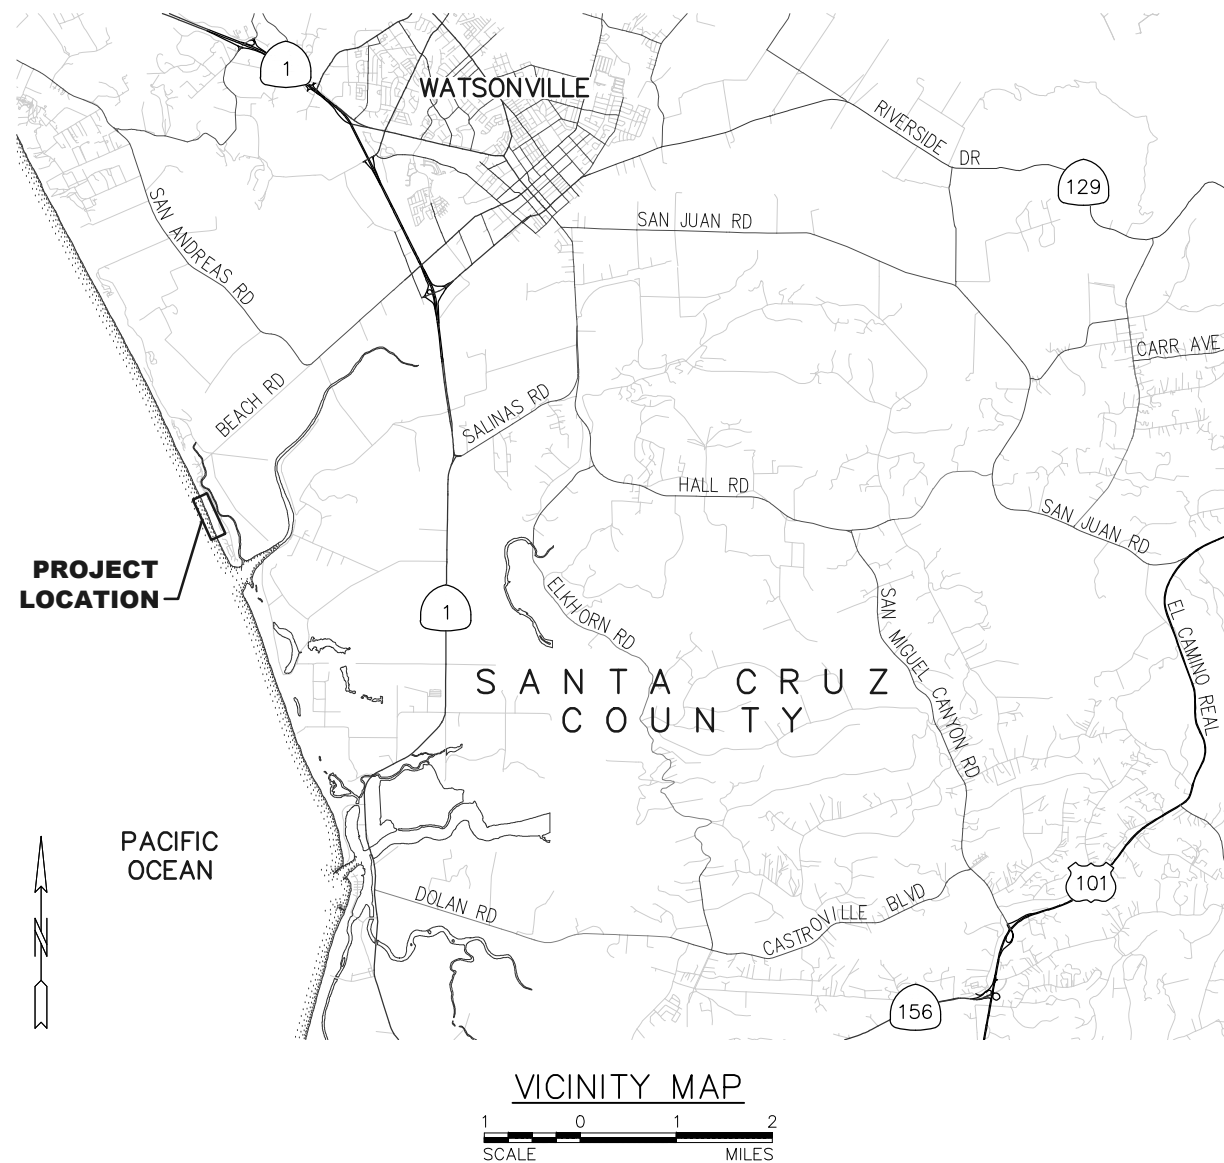 1
WATSONVILLE
RIVERSIDE DR
129
SAN ANDREAS RD
SAN JUAN RD
CARR AVE
BEACH RD
SALINAS RD
HALL RD
SAN JUAN RD
PROJECT
LOCATION
1
ELKHORN RD
SAN MIGUEL CANYON RD
EL CAMINO REAL
SANTA CRUZ
COUNTY
PACIFIC
OCEAN
N
DOLAN RD
CASTROVILLE BLVD
101
156
VICINITY MAP
1 0 1 2
SCALE MILES